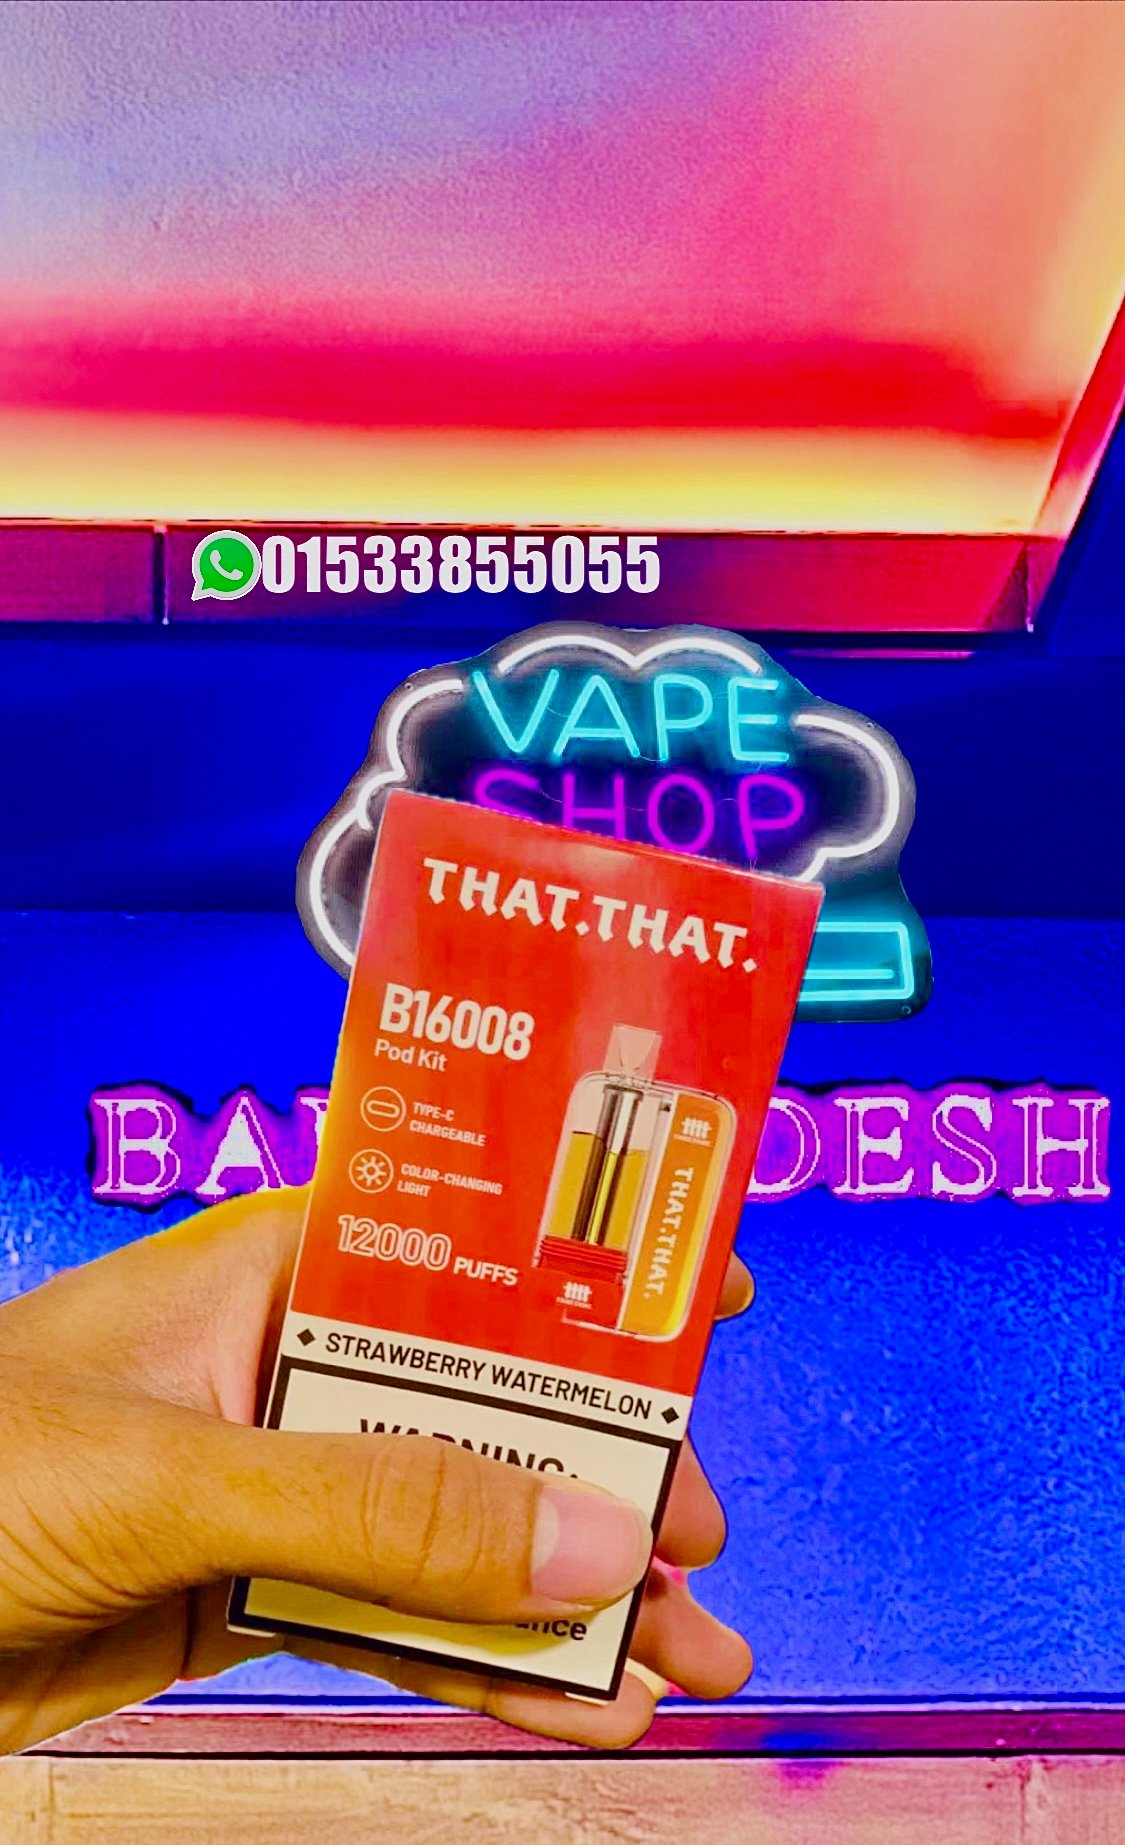 01533855055
VAPE
SHOP
THAT.THAT.
B16008
Pod Kit
TYPE-C
CHARGEABLE
COLOR-CHANGING
LIGHT
12000 PUFFS
THAT.THAT.
STRAWBERRY WATERMELON
WARNING: